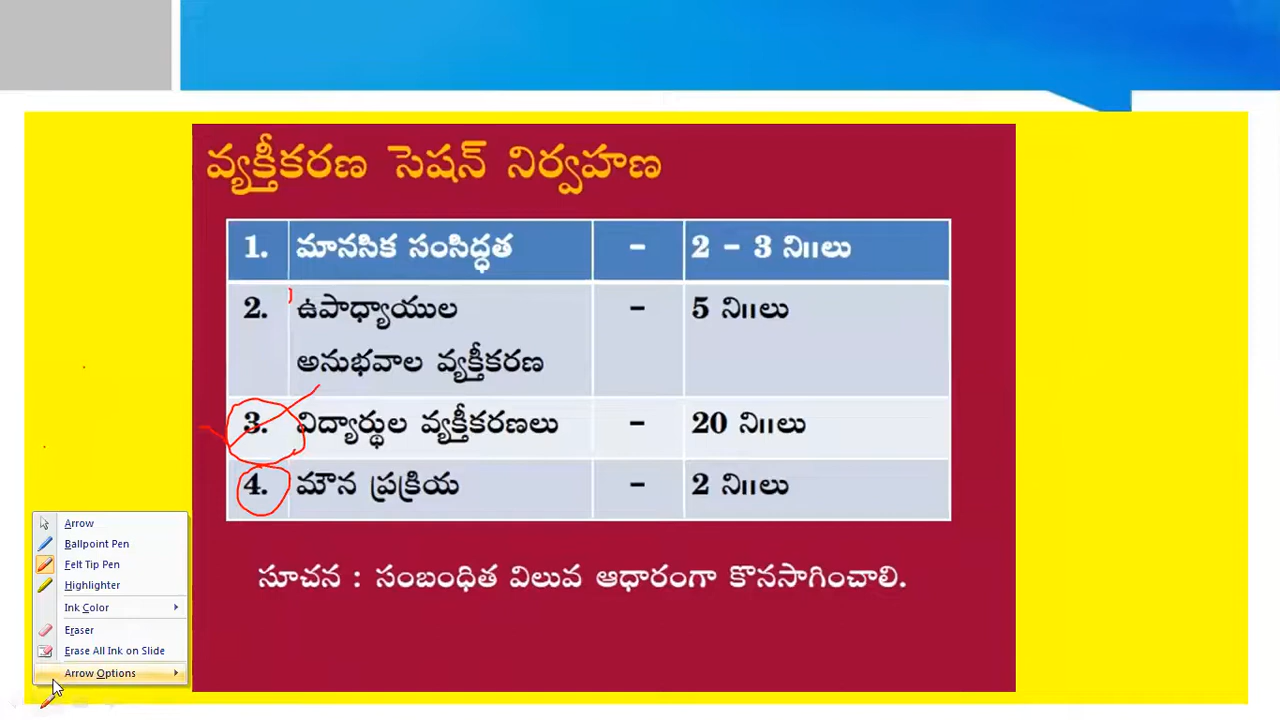 వ్యక్తీకరణ సెషన్ నిర్వహణ
1. మానసిక సంసిద్ధత - 2 - 3 ని॥లు
2. ఉపాధ్యాయుల - 5 ని॥లు
అనుభవాల వ్యక్తీకరణ
3. విద్యార్థుల వ్యక్తీకరణలు - 20 ని॥లు
4. మౌన ప్రక్రియ - 2 ని॥లు
సూచన : సంబంధిత విలువ ఆధారంగా కొనసాగించాలి.
Arrow
Ballpoint Pen
Felt Tip Pen
Highlighter
Ink Color
Eraser
Erase All Ink on Slide
Arrow Options